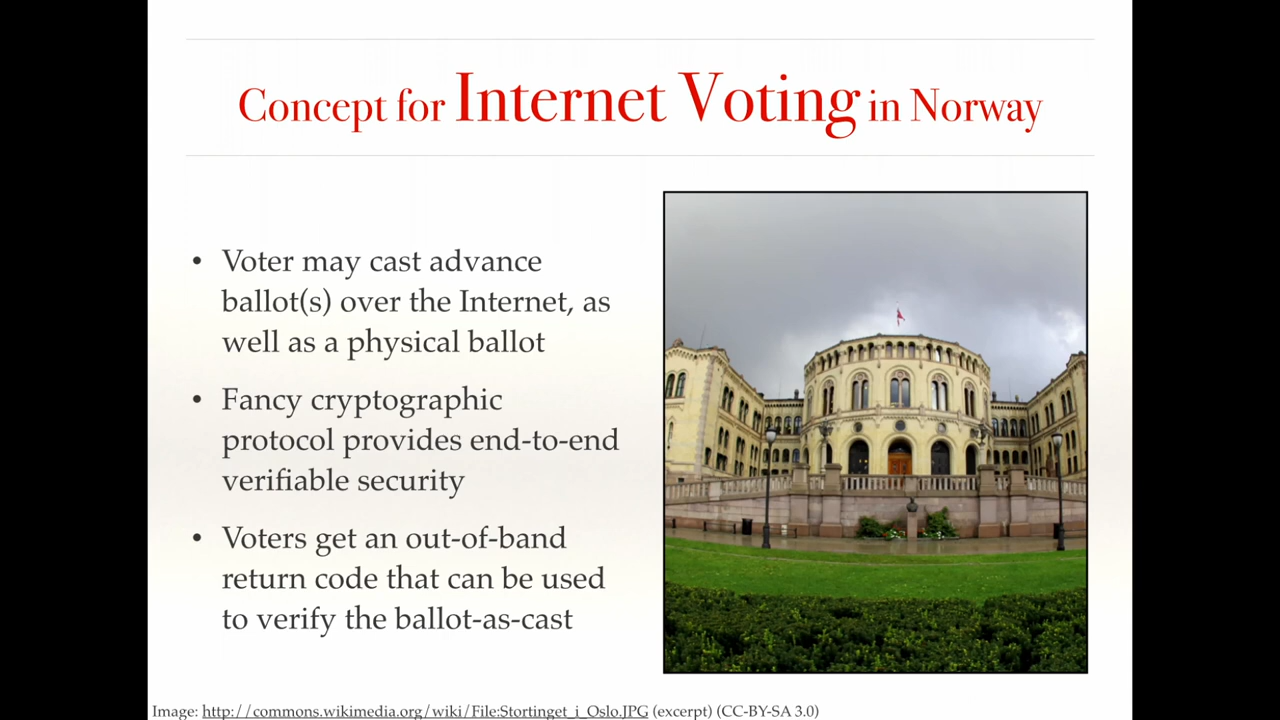 Concept for Internet Voting in Norway
• Voter may cast advance
ballot(s) over the Internet, as
well as a physical ballot
• Fancy cryptographic
protocol provides end-to-end
verifiable security
• Voters get an out-of-band
return code that can be used
to verify the ballot-as-cast
Image: http://commons.wikimedia.org/wiki/File:Stortinget_i_Oslo.JPG (excerpt) (CC-BY-SA 3.0)